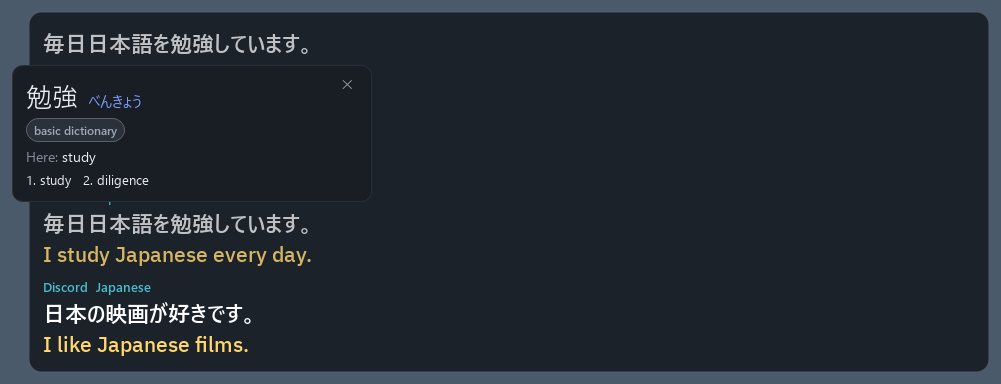 毎日日本語を勉強しています。
勉強 べんきょう
basic dictionary
Here: study
1. study 2. diligence
毎日日本語を勉強しています。
I study Japanese every day.
Discord Japanese
日本の映画が好きです。
I like Japanese films.